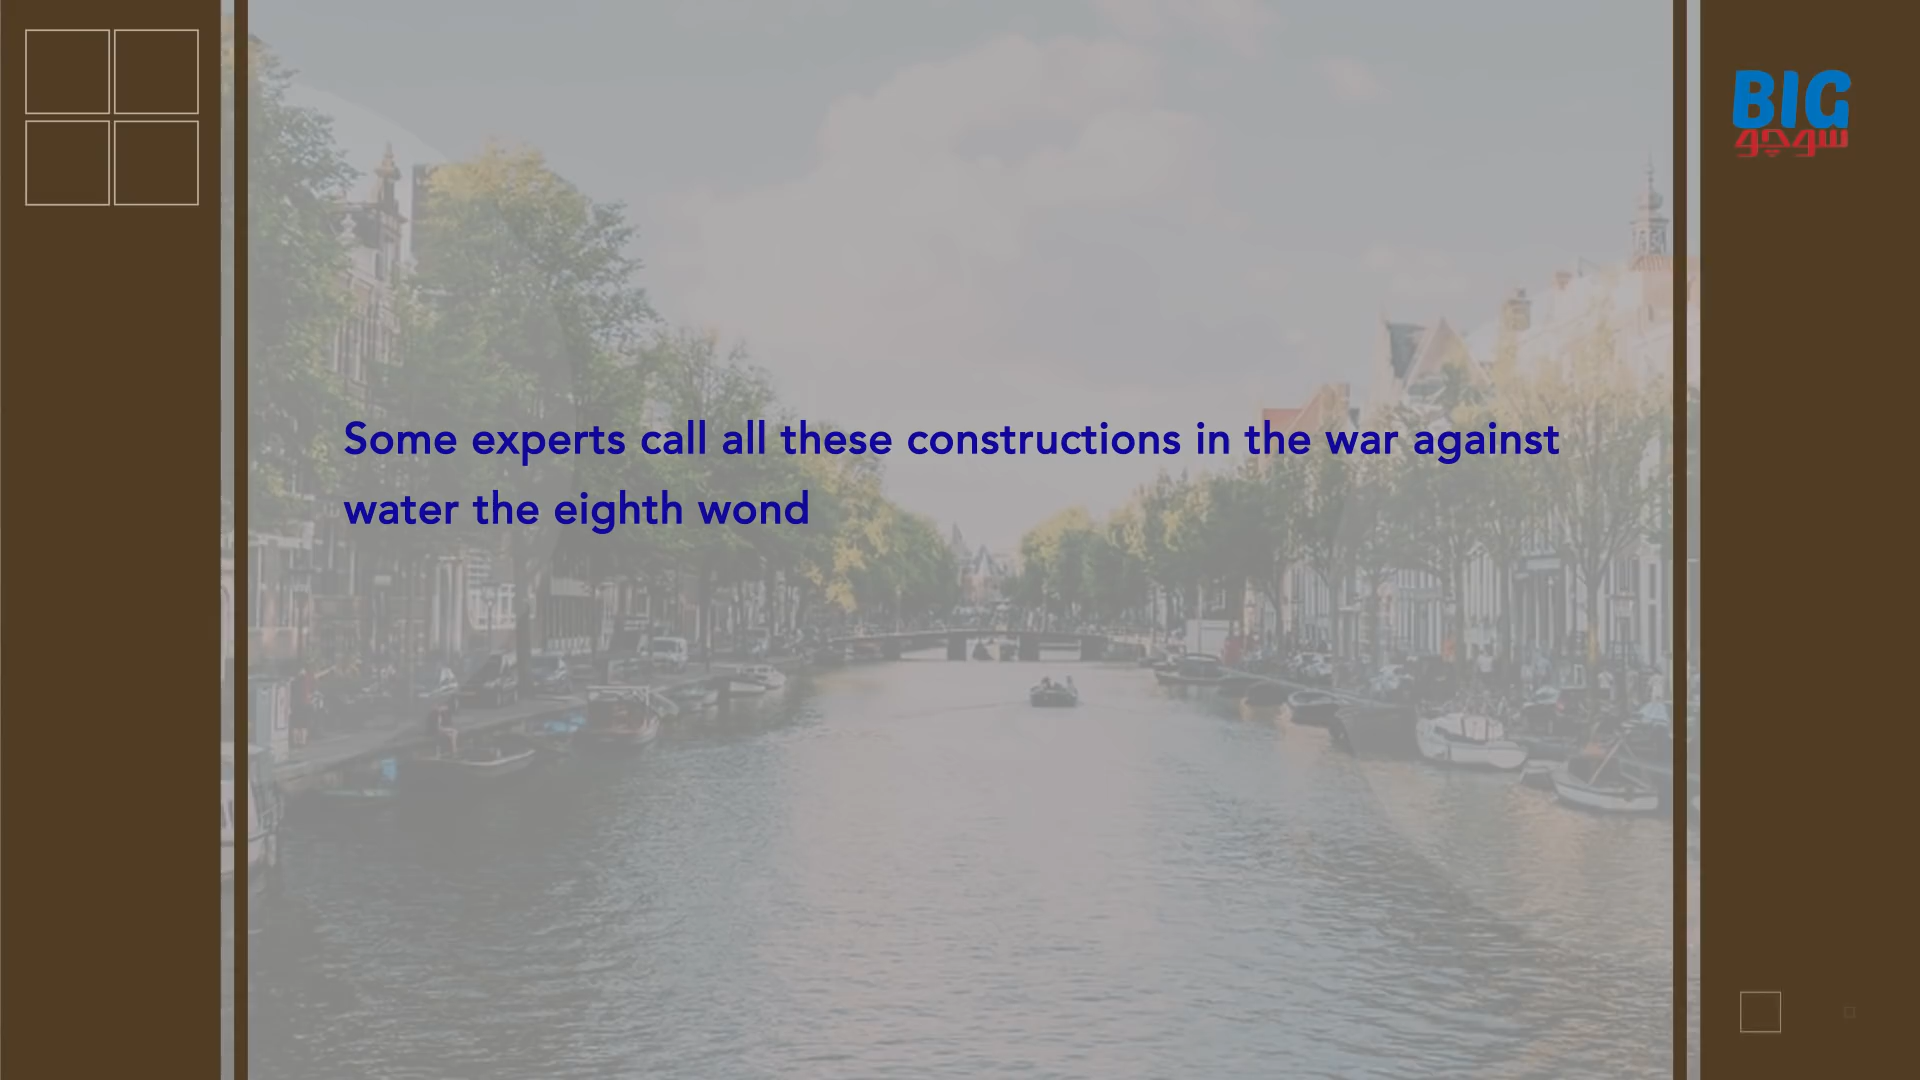 BIG
سوچو
Some experts call all these constructions in the war against
water the eighth wond